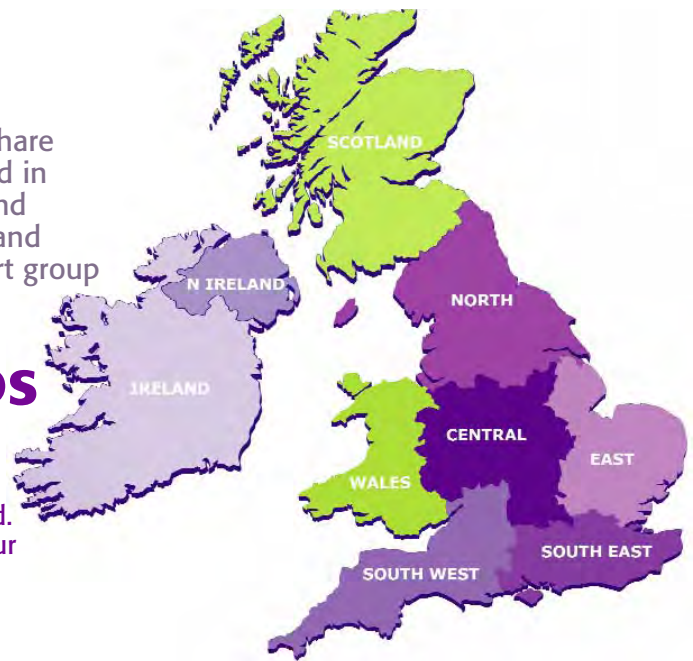 hare
d in
nd
and
rt group
os
d.
ur
SCOTLAND
N IRELAND
NORTH
IRELAND
CENTRAL
EAST
WALES
SOUTH EAST
SOUTH WEST